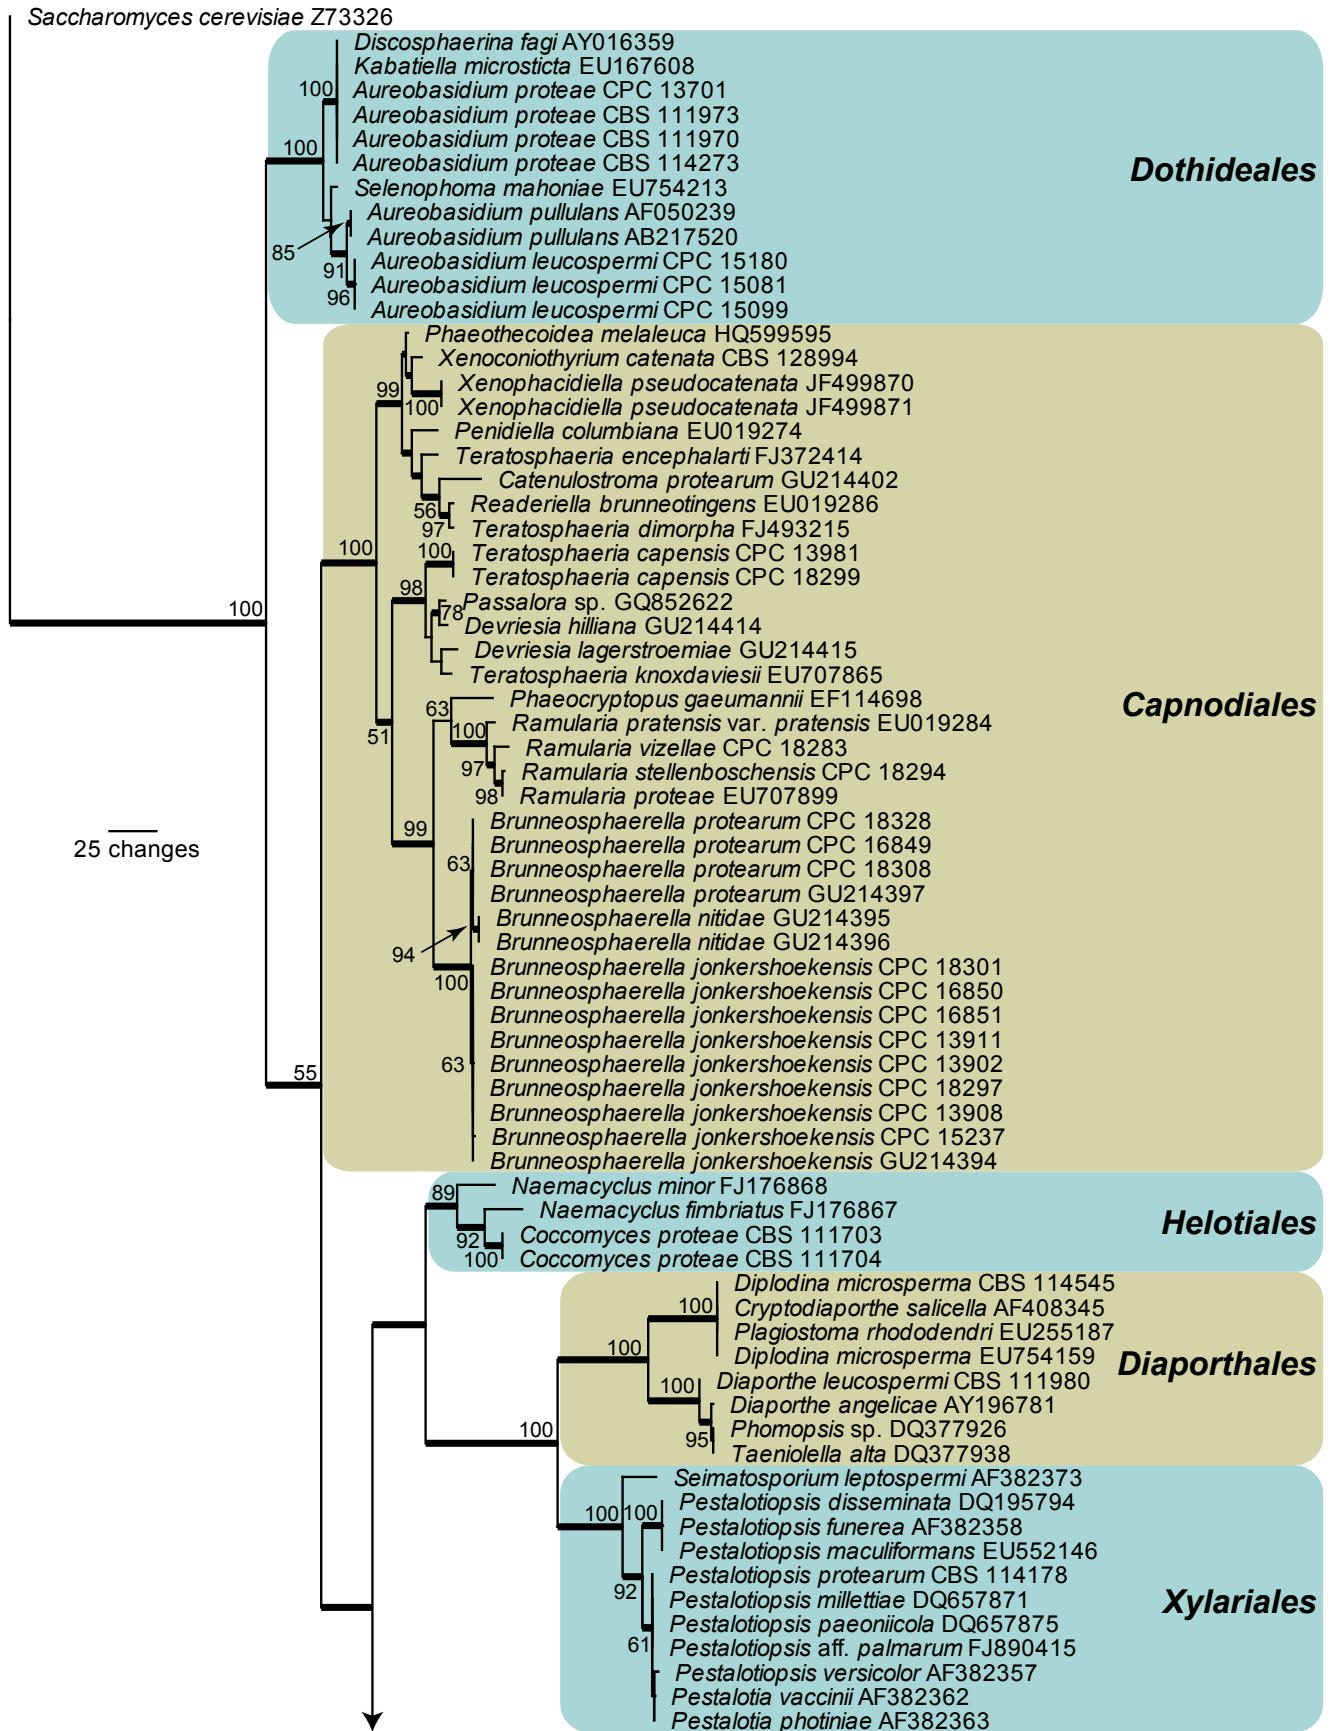 Saccharomyces cerevisiae Z73326
Discosphaerina fagi AY016359
Kabatiella microsticta EU167608
100
Aureobasidium proteae CPC 13701
Aureobasidium proteae CBS 111973
Aureobasidium proteae CBS 111970
100
Aureobasidium proteae CBS 114273
Dothideales
Selenophoma mahoniae EU754213
Aureobasidium pullulans AF050239
Aureobasidium pullulans AB217520
85
91
Aureobasidium leucospermi CPC 15180
Aureobasidium leucospermi CPC 15081
96
Aureobasidium leucospermi CPC 15099
Phaeothecoidea melaleuca HQ599595
Xenoconiothyrium catenata CBS 128994
99
Xenophacidiella pseudocatenata JF499870
100
Xenophacidiella pseudocatenata JF499871
Penidiella columbiana EU019274
Teratosphaeria encephalarti FJ372414
Catenulostroma protearum GU214402
56
Readeriella brunneotingens EU019286
97
Teratosphaeria dimorpha FJ493215
100
100
Teratosphaeria capensis CPC 13981
Teratosphaeria capensis CPC 18299
98
Passalora sp. GQ852622
78
100
Devriesia hilliana GU214414
Devriesia lagerstroemiae GU214415
Teratosphaeria knoxdaviesii EU707865
Phaeocryptopus gaeumannii EF114698
Capnodiales
63
100
51
Ramularia pratensis var. pratensis EU019284
Ramularia vizellae CPC 18283
97
Ramularia stellenboschensis CPC 18294
98
Ramularia proteae EU707899
99
Brunneosphaerella protearum CPC 18328
25 changes
Brunneosphaerella protearum CPC 16849
63
Brunneosphaerella protearum CPC 18308
Brunneosphaerella protearum GU214397
Brunneosphaerella nitidae GU214395
94
Brunneosphaerella nitidae GU214396
Brunneosphaerella jonkershoekensis CPC 18301
100
Brunneosphaerella jonkershoekensis CPC 16850
Brunneosphaerella jonkershoekensis CPC 16851
Brunneosphaerella jonkershoekensis CPC 13911
63
Brunneosphaerella jonkershoekensis CPC 13902
55
Brunneosphaerella jonkershoekensis CPC 18297
Brunneosphaerella jonkershoekensis CPC 13908
Brunneosphaerella jonkershoekensis CPC 15237
Brunneosphaerella jonkershoekensis GU214394
89
Naemacyclus minor FJ176868
Naemacyclus fimbriatus FJ176867
Helotiales
92
Coccomyces proteae CBS 111703
100
Coccomyces proteae CBS 111704
Diplodina microsperma CBS 114545
100
Cryptodiaporthe salicella AF408345
Plagiostoma rhododendri EU255187
100
Diplodina microsperma EU754159
Diaporthales
100
Diaporthe leucospermi CBS 111980
Diaporthe angelicae AY196781
100
Phomopsis sp. DQ377926
95
Taeniolella alta DQ377938
Seimatosporium leptospermi AF382373
100
100
Pestalotiopsis disseminata DQ195794
Pestalotiopsis funerea AF382358
Pestalotiopsis maculiformans EU552146
92
Pestalotiopsis protearum CBS 114178
Pestalotiopsis millettiae DQ657871
Xylariales
Pestalotiopsis paeoniicola DQ657875
61
Pestalotiopsis aff. palmarum FJ890415
Pestalotiopsis versicolor AF382357
Pestalotia vaccinii AF382362
Pestalotia photiniae AF382363